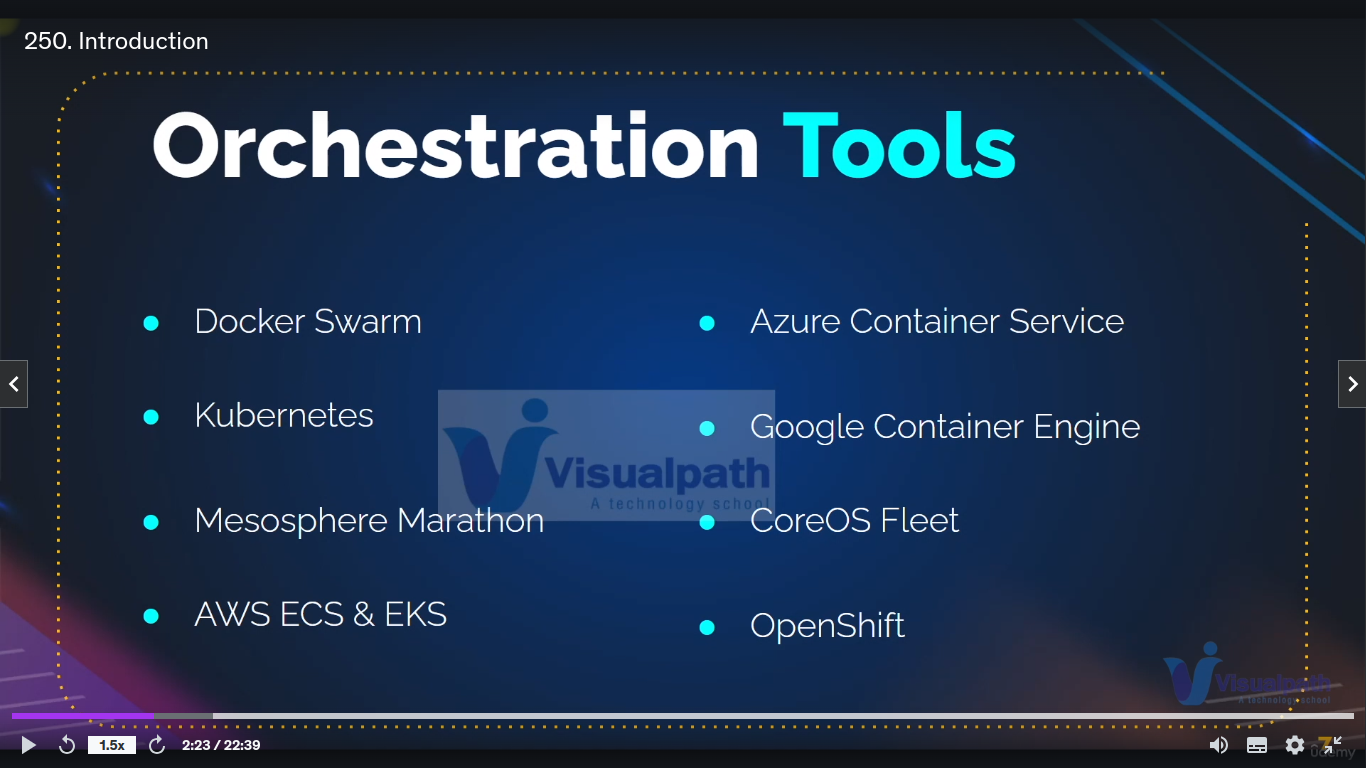 250. Introduction
Orchestration Tools
Docker Swarm
Kubernetes
Mesosphere Marathon
AWS ECS & EKS
Azure Container Service
Google Container Engine
CoreOS Fleet
OpenShift
Visualpath
A technology school
Visualpath
A technology school
1.5x
2:23 / 22:39
ûdemy